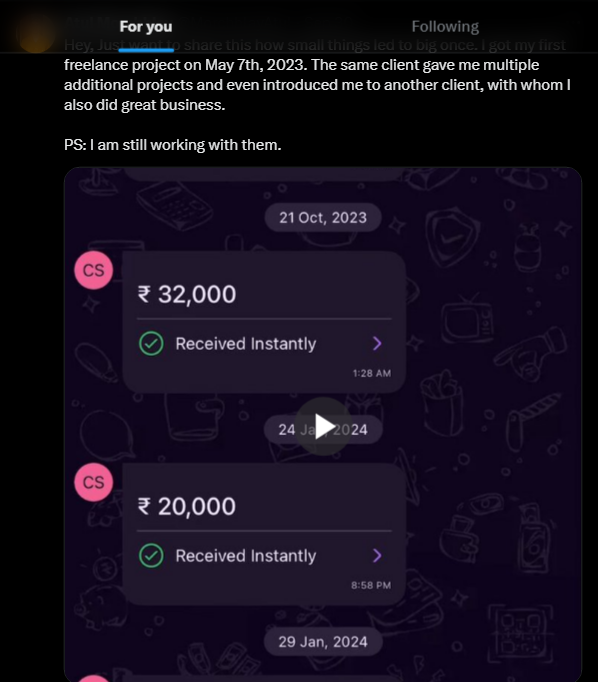 For you Following
Hey, Just want to share this how small things led to big once. I got my first
freelance project on May 7th, 2023. The same client gave me multiple
additional projects and even introduced me to another client, with whom I
also did great business.
PS: I am still working with them.
21 Oct, 2023
CS
₹ 32,000
Received Instantly
1:28 AM
24 2024
CS
₹ 20,000
Received Instantly
8:58 PM
29 Jan, 2024